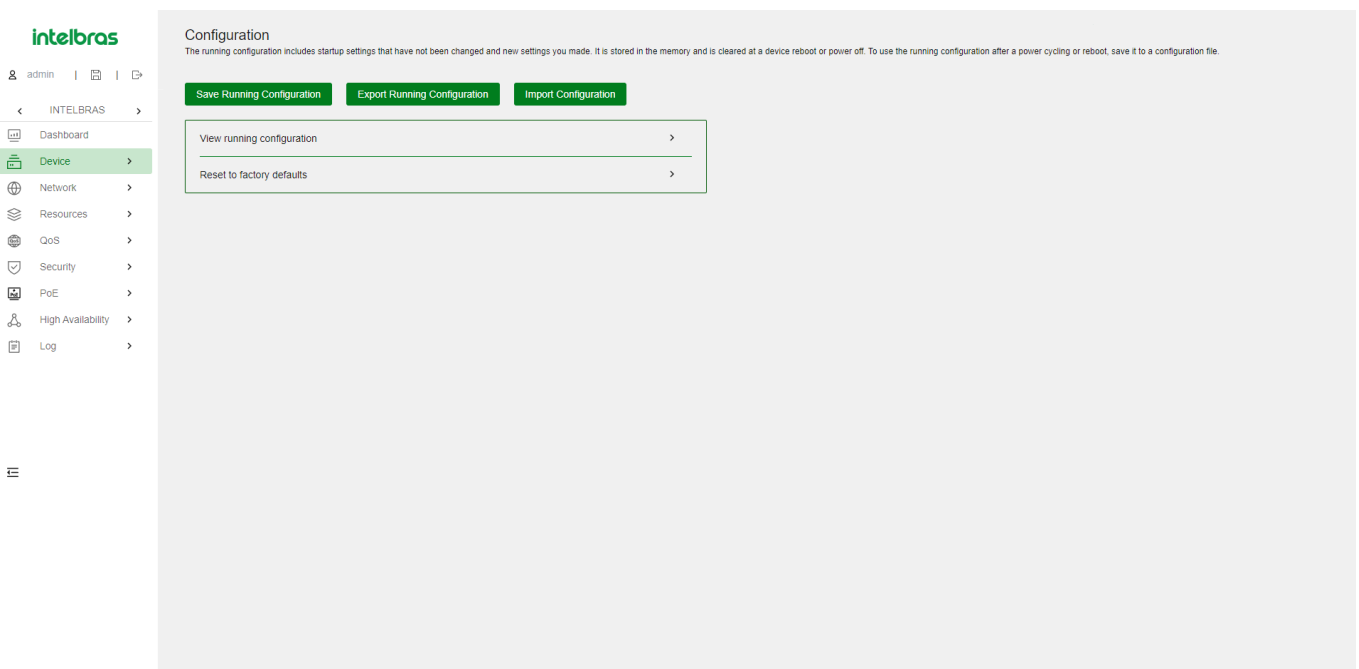 intelbras
admin | |
INTELBRAS
Dashboard
Device
Network
Resources
QoS
Security
PoE
High Availability
Log
Configuration
The running configuration includes startup settings that have not been changed and new settings you made. It is stored in the memory and is cleared at a device reboot or power off. To use the running configuration after a power cycling or reboot, save it to a configuration file.
Save Running Configuration Export Running Configuration Import Configuration
View running configuration
Reset to factory defaults